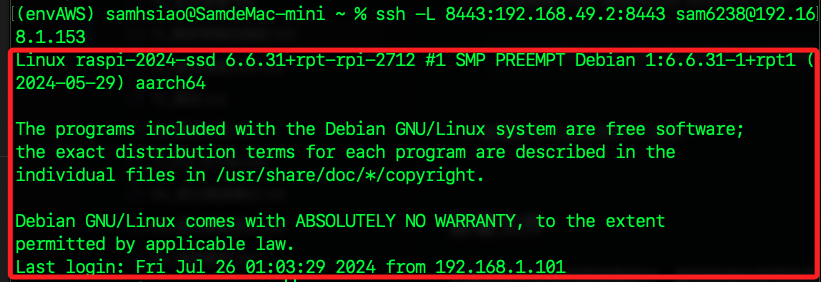 (envAWS) samhsiao@SamdeMac-mini ~ % ssh -L 8443:192.168.49.2:8443 sam6238@192.16
8.1.153
Linux raspi-2024-ssd 6.6.31+rpt-rpi-2712 #1 SMP PREEMPT Debian 1:6.6.31-1+rpt1 (
2024-05-29) aarch64

The programs included with the Debian GNU/Linux system are free software;
the exact distribution terms for each program are described in the
individual files in /usr/share/doc/*/copyright.

Debian GNU/Linux comes with ABSOLUTELY NO WARRANTY, to the extent
permitted by applicable law.
Last login: Fri Jul 26 01:03:29 2024 from 192.168.1.101